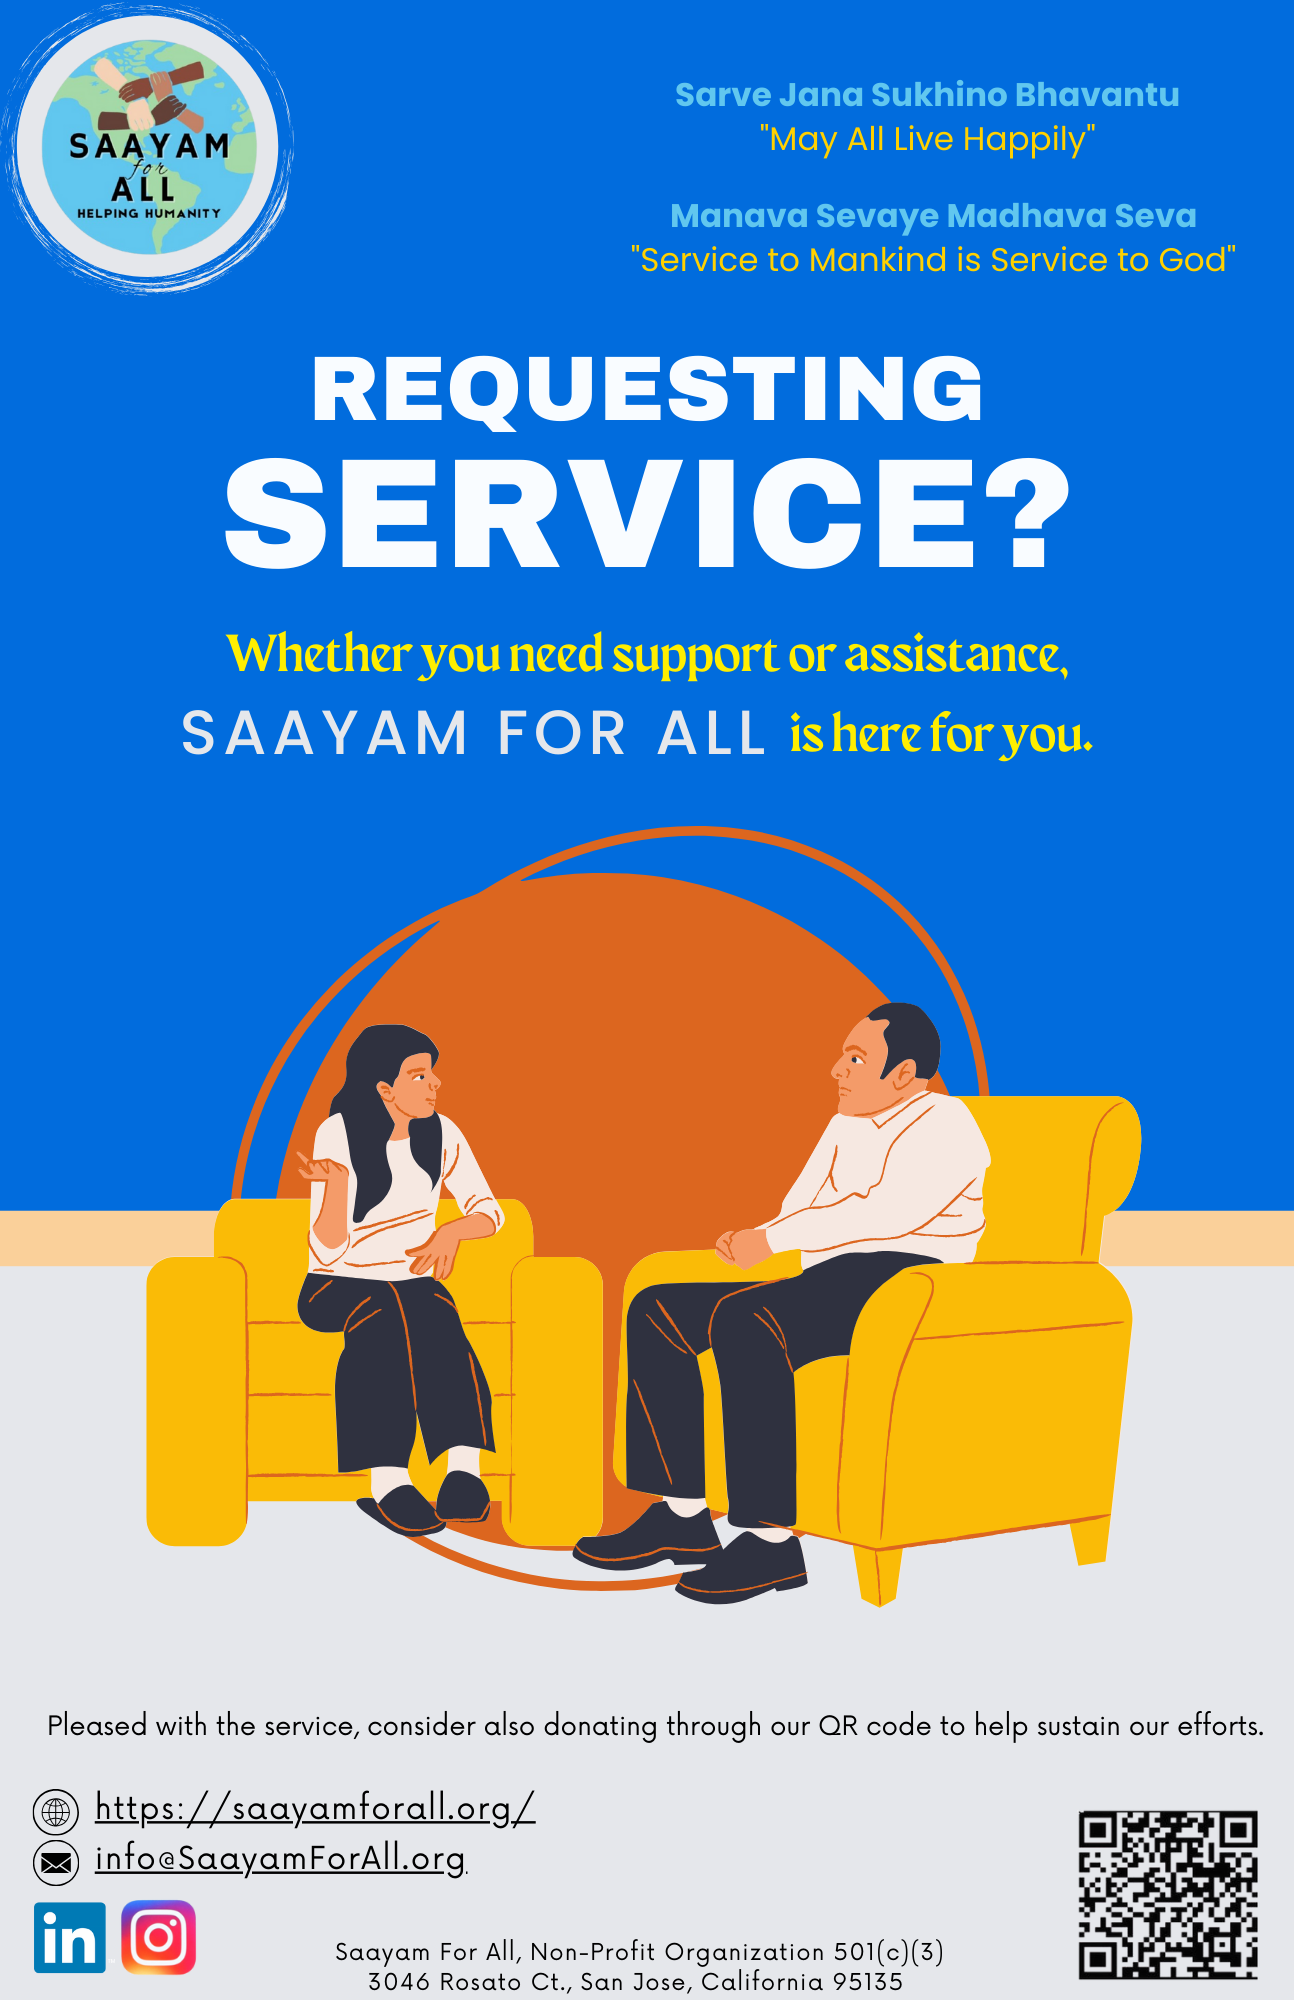 SAAYAM
for
ALL
HELPING HUMANITY
Sarve Jana Sukhino Bhavantu
"May All Live Happily"
Manava Sevaye Madhava Seva
"Service to Mankind is Service to God"
REQUESTING
SERVICE?
Whether you need support or assistance,
SAAYAM FOR ALL is here for you.
Pleased with the service, consider also donating through our QR code to help sustain our efforts.
https://saayamforall.org/
info@SaayamForAll.org
in
Saayam For All, Non-Profit Organization 501(c)(3)
3046 Rosato Ct., San Jose, California 95135